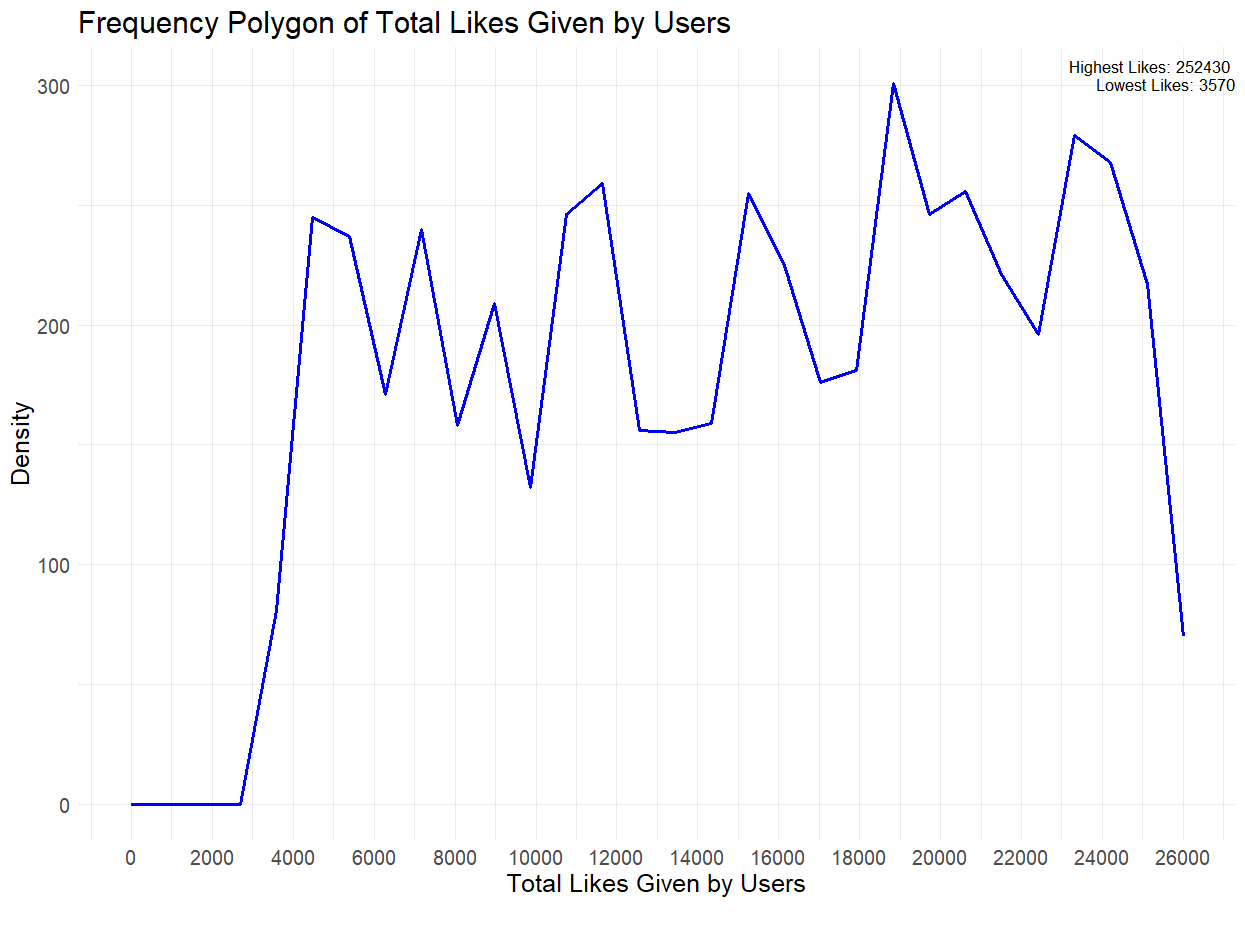 Frequency Polygon of Total Likes Given by Users
Highest Likes: 252430
Lowest Likes: 3570
300
200
100
0
Density
0 2000 4000 6000 8000 10000 12000 14000 16000 18000 20000 22000 24000 26000
Total Likes Given by Users